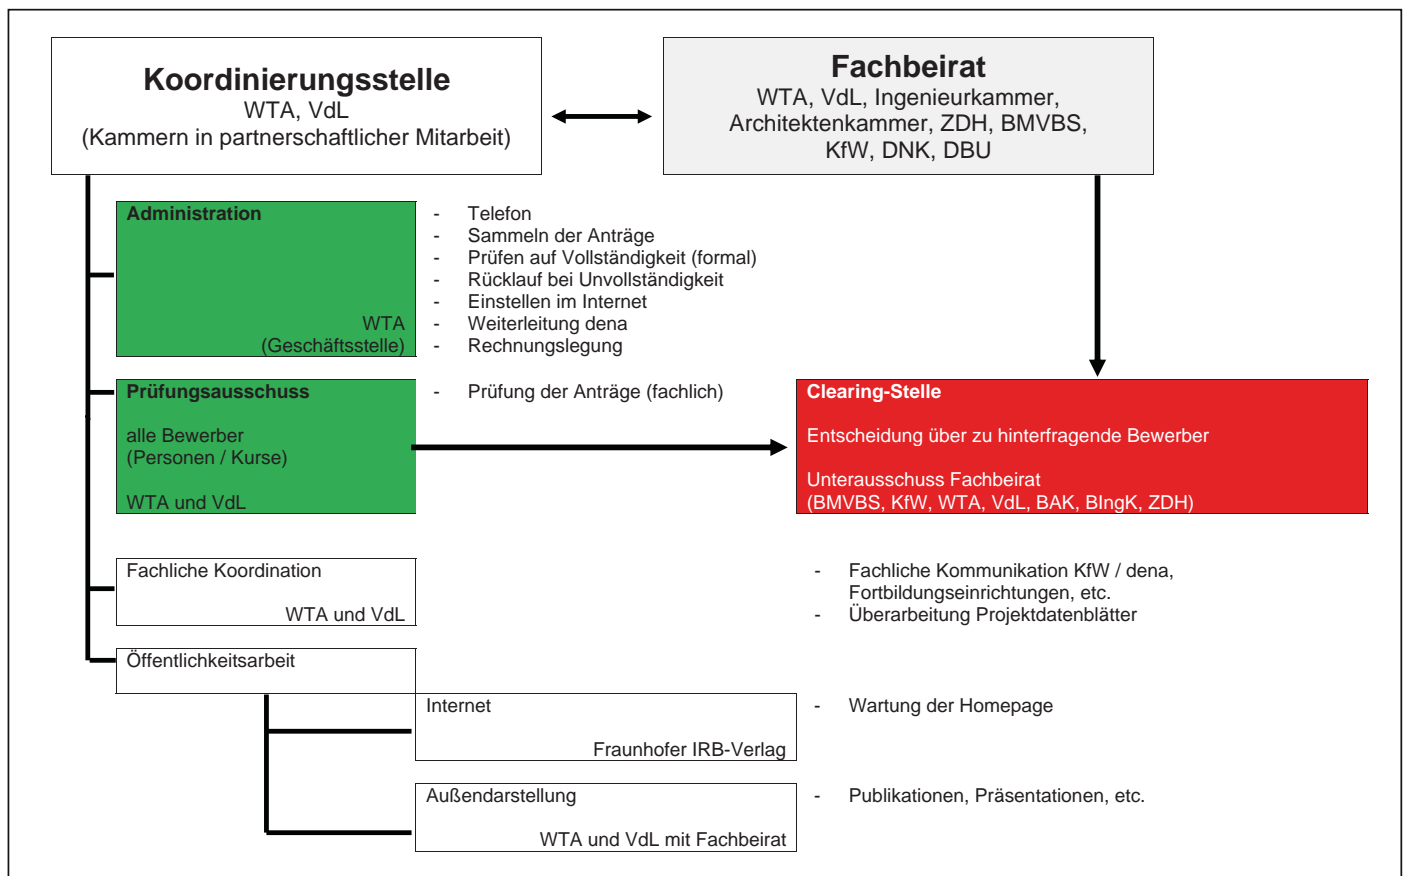 Koordinierungsstelle
WTA, VdL
(Kammern in partnerschaftlicher Mitarbeit)
Fachbeirat
WTA, VdL, Ingenieurkammer,
Architektenkammer, ZDH, BMVBS,
KfW, DNK, DBU
Administration
WTA
(Geschäftsstelle)
- Telefon
- Sammeln der Anträge
- Prüfen auf Vollständigkeit (formal)
- Rücklauf bei Unvollständigkeit
- Einstellen im Internet
- Weiterleitung dena
- Rechnungslegung
Prüfungsausschuss
alle Bewerber
(Personen / Kurse)
WTA und VdL
- Prüfung der Anträge (fachlich)
Clearing-Stelle
Entscheidung über zu hinterfragende Bewerber
Unterausschuss Fachbeirat
(BMVBS, KfW, WTA, VdL, BAK, BIngK, ZDH)
Fachliche Koordination
WTA und VdL
- Fachliche Kommunikation KfW / dena,
Fortbildungseinrichtungen, etc.
- Überarbeitung Projektdatenblätter
Öffentlichkeitsarbeit
Internet
Fraunhofer IRB-Verlag
- Wartung der Homepage
Außendarstellung
WTA und VdL mit Fachbeirat
- Publikationen, Präsentationen, etc.